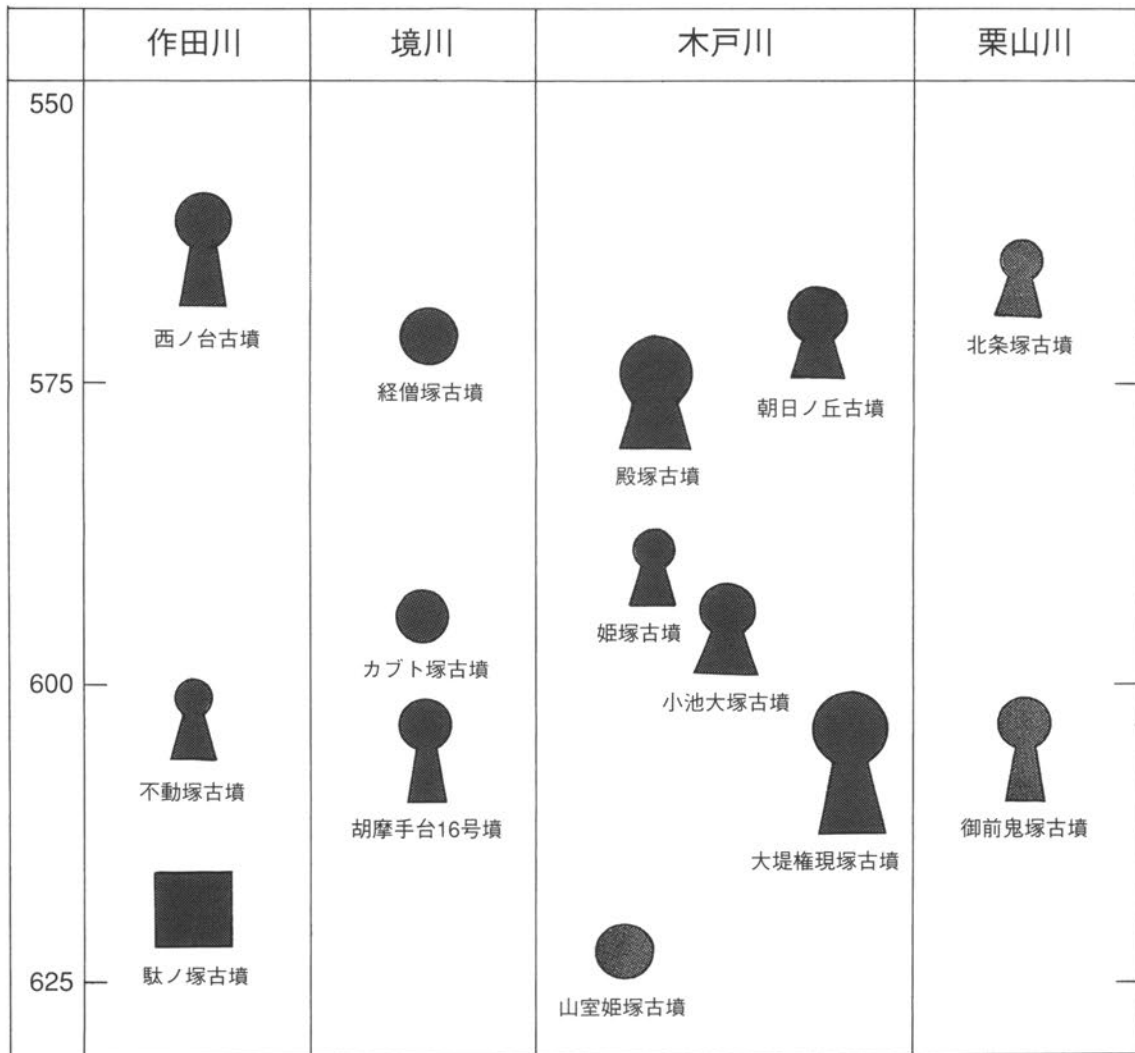 作田川
境川
木戸川
栗山川
550
西ノ台古墳
経僧塚古墳
北条塚古墳
575
朝日ノ丘古墳
殿塚古墳
姫塚古墳
カブト塚古墳
600
小池大塚古墳
不動塚古墳
胡摩手台16号墳
御前鬼塚古墳
大堤権現塚古墳
駄ノ塚古墳
625
山室姫塚古墳